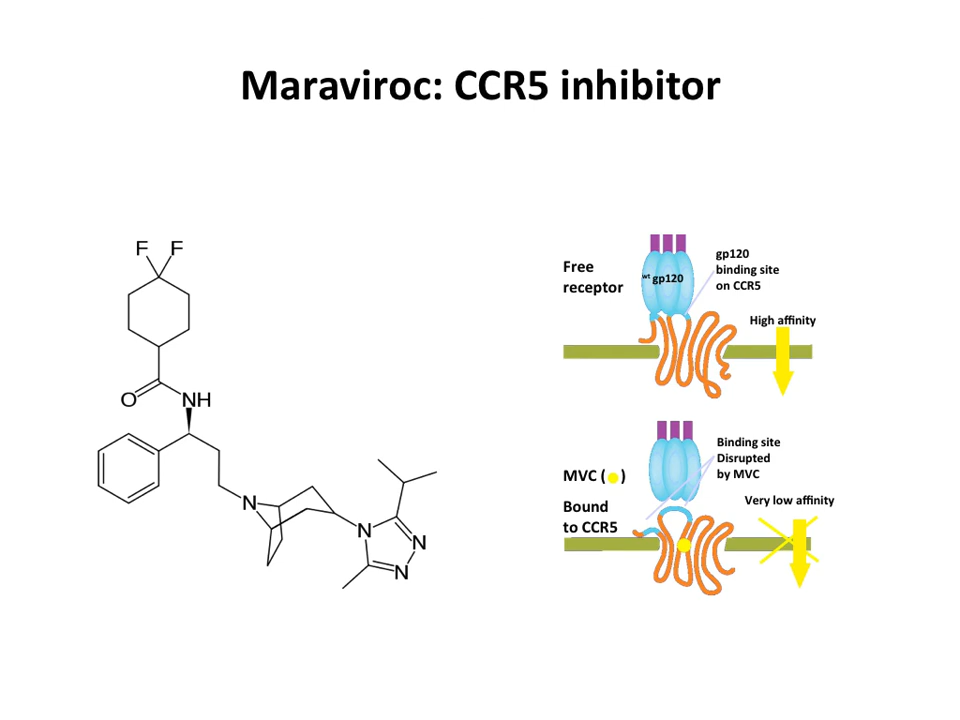 Maraviroc: CCR5 inhibitor
F F
O
NH
N
N
N
N
Free
receptor
wt gp120
gp120
binding site
on CCR5
High affinity
MVC ( )
Bound
to CCR5
Binding site
Disrupted
by MVC
Very low affinity